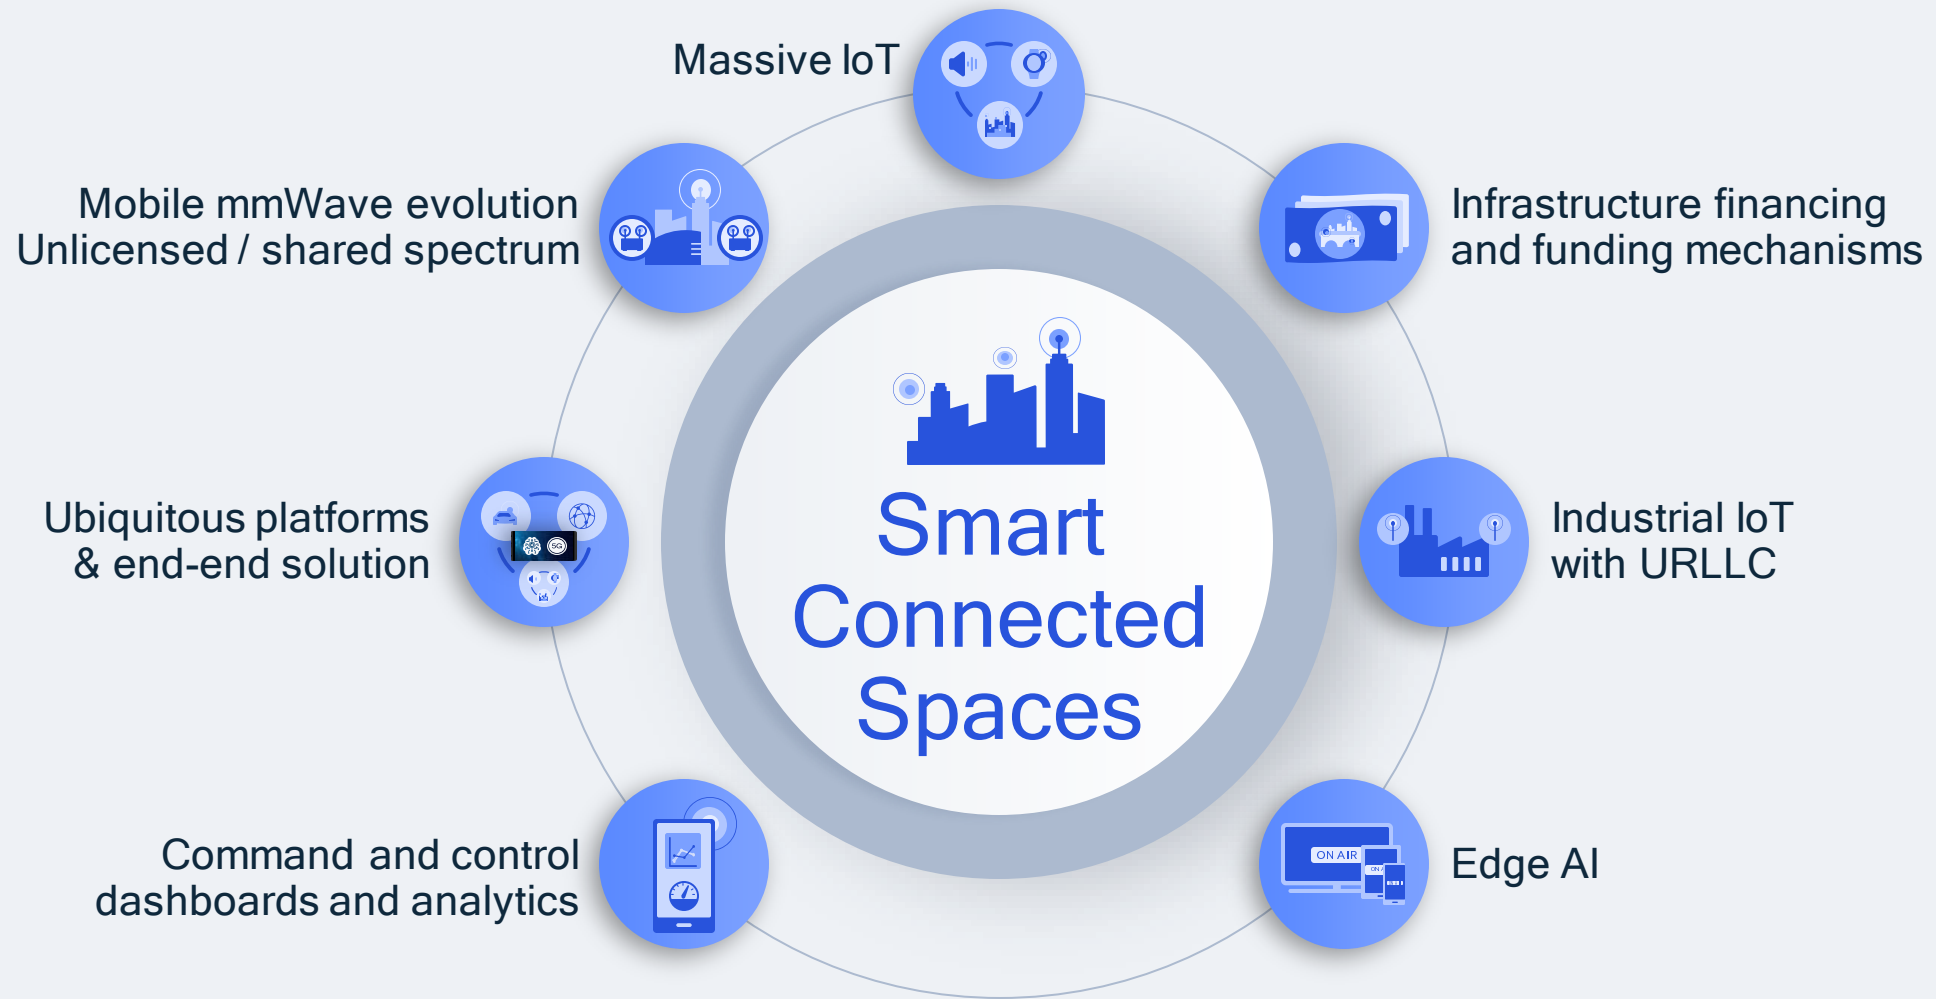 Massive IoT
Mobile mmWave evolution
Unlicensed / shared spectrum
Infrastructure financing
and funding mechanisms
Smart
Connected
Spaces
Ubiquitous platforms
& end-end solution
5G
Industrial IoT
with URLLC
Command and control
dashboards and analytics
ON AIR
Edge AI